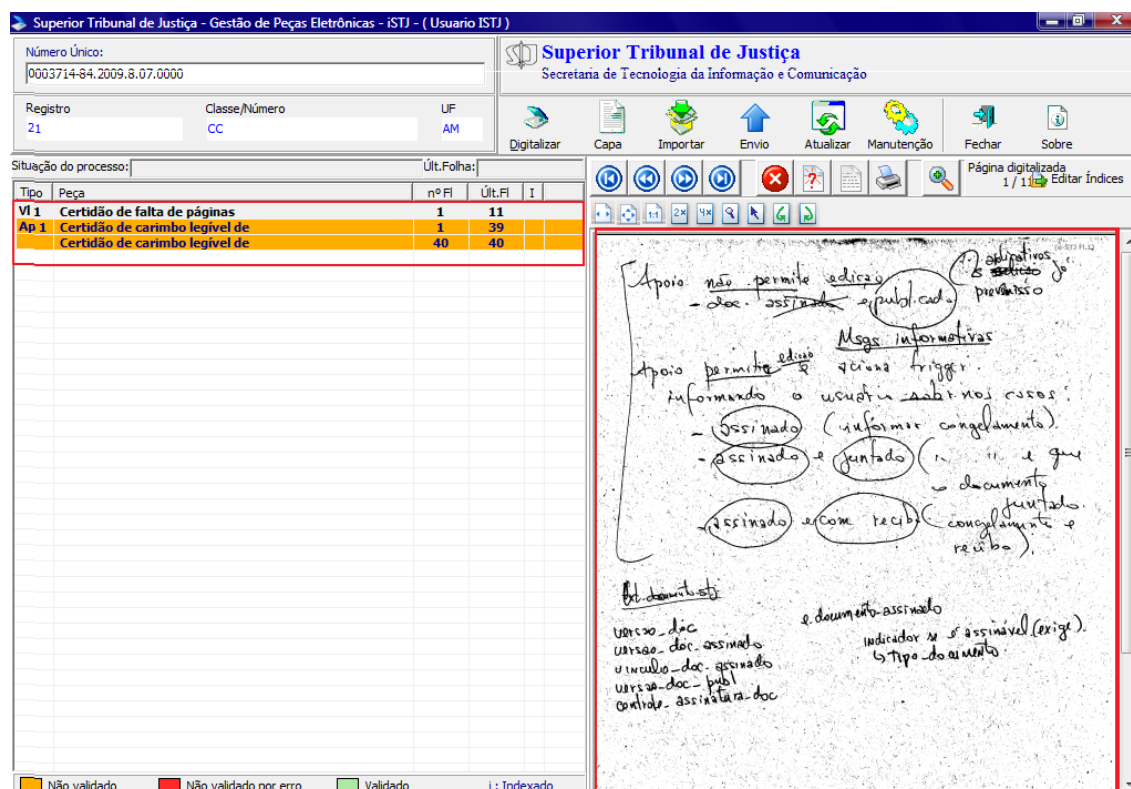 Superior Tribunal de Justiça - Gestão de Peças Eletrônicas - iSTJ - ( Usuario ISTJ )
Número Único:
0003714-84.2009.8.07.0000
Superior Tribunal de Justiça
Secretaria de Tecnologia da Informação e Comunicação
Registro Classe/Número UF
21 CC AM
Digitalizar Capa Importar Envio Atualizar Manutenção Fechar Sobre
Situação do processo: Últ.Folha:
Página digitalizada
1 / 11 Editar Índices
Tipo Peça nº Fl Últ.Fl I
Vl 1 Certidão de falta de páginas 1 11
Ap 1 Certidão de carimbo legível de 1 39
Certidão de carimbo legível de 40 40
1:1 2x 4x
Apoio não permite edição
- doc. assinado e publicado
aplicativos
Msgs informativas
Apoio permite edição e aciona trigger.
informando o usuário nos casos:
- assinado (informar congelamento).
- assinado e juntado ( " " e que
o documento
juntado.
- assinado e com recibo (congelamento e
recibo).
versao_doc
versao_doc_assinado
vinculo_doc_assinado
versao_doc_publ
controle_assinatura_doc
e.documento_assinado
indicador se é assinável (exige).
tipo_documento
Não validado Não validado por erro Validado i : Indexado